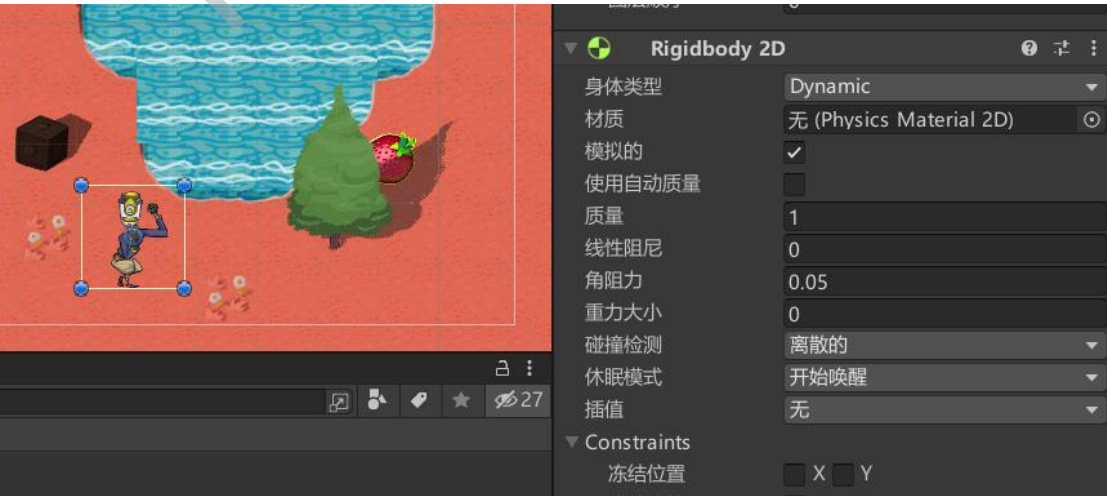 Rigidbody 2D
身体类型 Dynamic
材质 无 (Physics Material 2D)
模拟的
使用自动质量
质量 1
线性阻尼 0
角阻力 0.05
重力大小 0
碰撞检测 离散的
休眠模式 开始唤醒
插值 无
Constraints
冻结位置 X Y
27